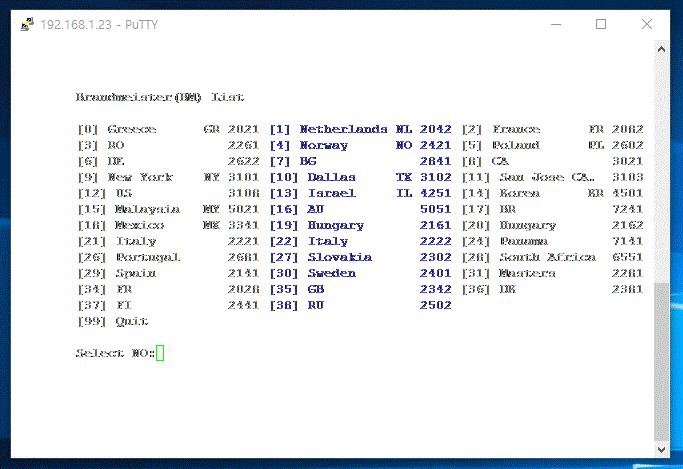 192.168.1.23 - PuTTY
Brandmeister(BM) List
[0] Greece GR 2021 [1] Netherlands NL 2042 [2] France FR 2082
[3] RO 2261 [4] Norway NO 2421 [5] Poland PL 2602
[6] DE 2622 [7] BG 2841 [8] CA 3021
[9] New York NY 3101 [10] Dallas TX 3102 [11] San Jose CA. 3103
[12] US 3108 [13] Israel IL 4251 [14] Korea KR 4501
[15] Malaysia MY 5021 [16] AU 5051 [17] BR 7241
[18] Mexico MX 3341 [19] Hungary 2161 [20] Hungary 2162
[21] Italy 2221 [22] Italy 2222 [24] Panama 7141
[26] Portugal 2681 [27] Slovakia 2302 [28] South Africa 6551
[29] Spain 2141 [30] Sweden 2401 [31] Masters 2281
[34] FR 2028 [35] GB 2342 [36] DK 2381
[37] FI 2441 [38] RU 2502
[99] Quit
Select NO: